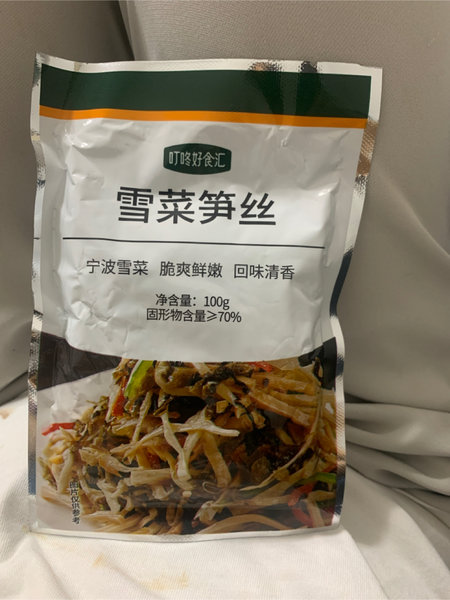 叮咚好食汇
雪菜笋丝
宁波雪菜 脆爽鲜嫩 回味清香
净含量：100g
固形物含量≥70%
图片仅供参考